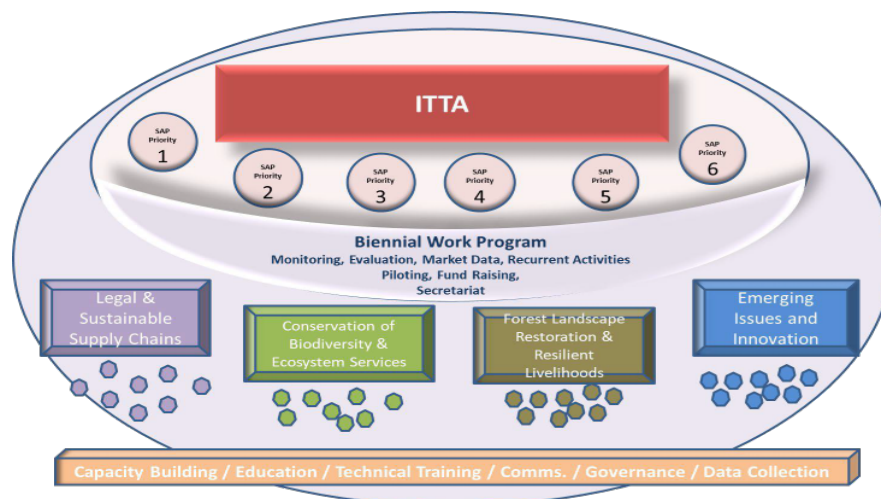 ITTA
SAP
Priority
1
SAP
Priority
2
SAP
Priority
3
SAP
Priority
4
SAP
Priority
5
SAP
Priority
6
Biennial Work Program
Monitoring, Evaluation, Market Data, Recurrent Activities
Piloting, Fund Raising,
Secretariat
Legal &
Sustainable
Supply Chains
Conservation of
Biodiversity &
Ecosystem Services
Forest Landscape
Restoration &
Resilient
Livelihoods
Emerging
Issues and
Innovation
Capacity Building / Education / Technical Training / Comms. / Governance / Data Collection